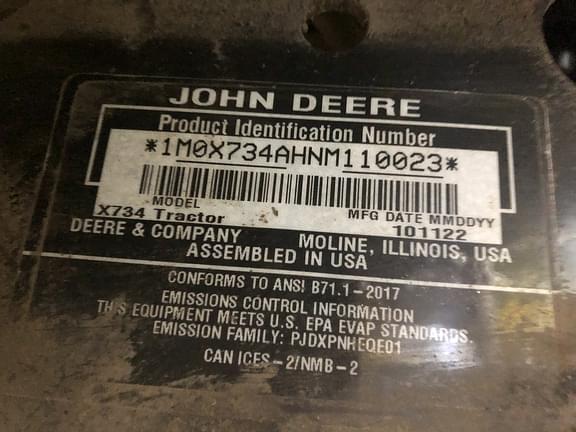 JOHN DEERE
Product Identification Number
*1M0X734AHNM110023*
MODEL
X734 Tractor
MFG DATE MMDDYY
101122
DEERE & COMPANY MOLINE, ILLINOIS, USA
ASSEMBLED IN USA
CONFORMS TO ANSI B71.1-2017
EMISSIONS CONTROL INFORMATION
THIS EQUIPMENT MEETS U.S. EPA EVAP STANDARDS.
EMISSION FAMILY: PJDXPNHEQE01
CAN ICES-2/NMB-2